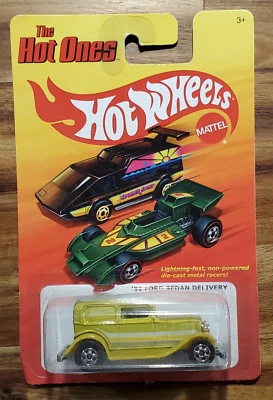 The
Hot Ones
3+
Hot Wheels
MATTEL
Lightning-fast, non-powered
die-cast metal racers!
'32 FORD SEDAN DELIVERY